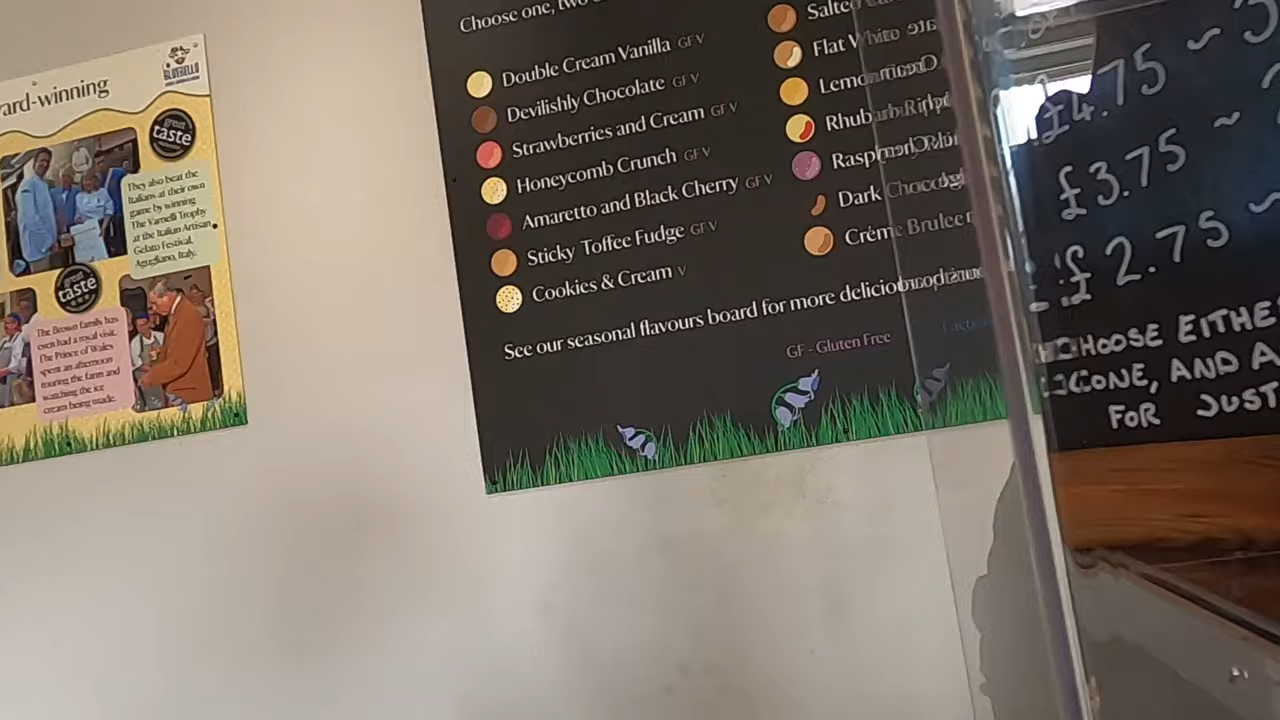 ard-winning
BLUEBELLS
great
taste
They also beat the
Italians at their own
game by winning
The Varnelli Trophy
at the Italian Artisan
Gelato Festival,
Agugliano, Italy.
great
taste
The Brown family has
even had a royal visit.
The Prince of Wales
spent an afternoon
touring the farm and
watching the ice
cream being made.
Choose one, two
Double Cream Vanilla GF V
Devilishly Chocolate GF V
Strawberries and Cream GF V
Honeycomb Crunch GF V
Amaretto and Black Cherry GF V
Sticky Toffee Fudge GF V
Cookies & Cream V
Salted
Flat White
Lemon
Rhubarb
Dark
Créme Brulee
See our seasonal flavours board for more
GF - Gluten Free
£4.75 ~
£3.75 ~
£2.75 ~
CHOOSE EITHE
CONE, AND A
FOR JUST